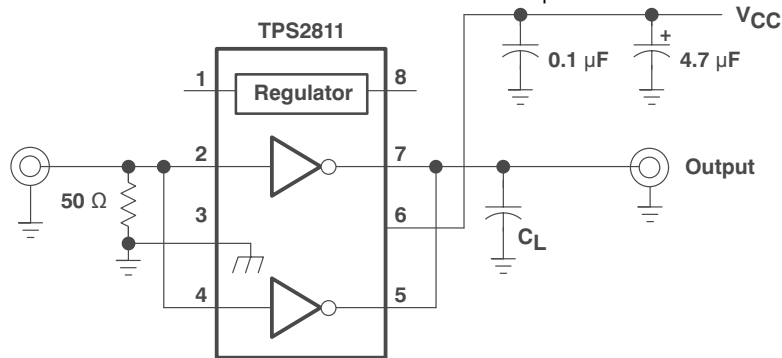 VCC
TPS2811
0.1 µF
4.7 µF
+
1
Regulator
8
2
7
Output
50 Ω
3
6
CL
4
5